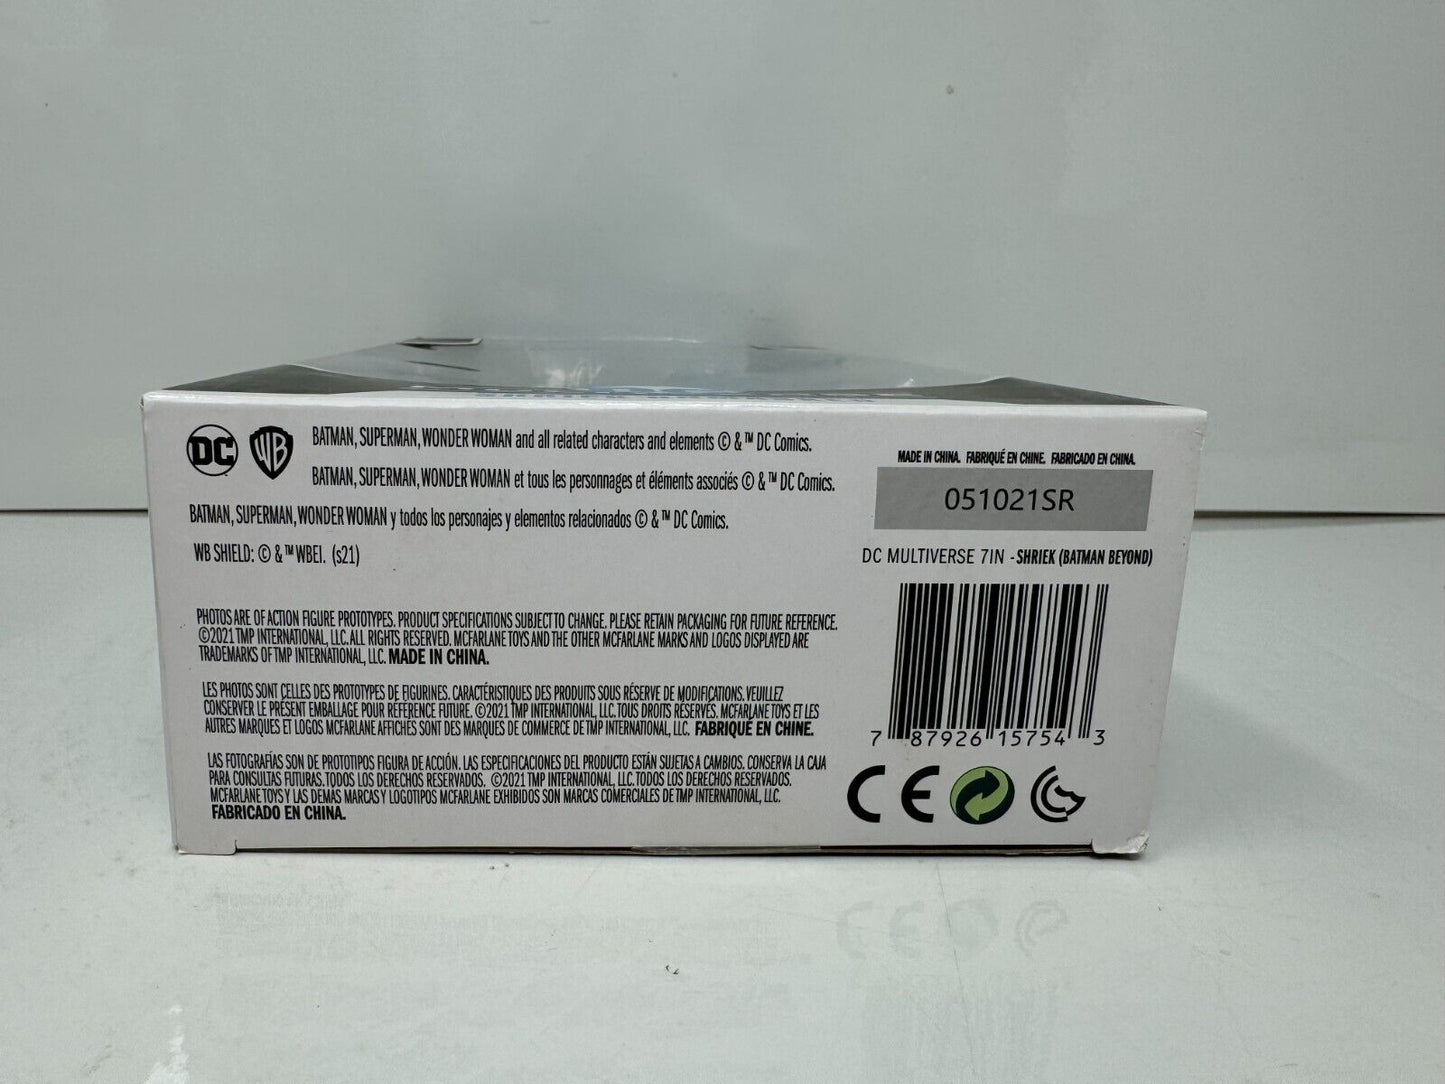 DC
WB
BATMAN, SUPERMAN, WONDER WOMAN and all related characters and elements © & ™ DC Comics.
BATMAN, SUPERMAN, WONDER WOMAN et tous les personnages et éléments associés © & ™ DC Comics.
BATMAN, SUPERMAN, WONDER WOMAN y todos los personajes y elementos relacionados © & ™ DC Comics.
WB SHIELD: © & ™ WBEI. (s21)
PHOTOS ARE OF ACTION FIGURE PROTOTYPES. PRODUCT SPECIFICATIONS SUBJECT TO CHANGE. PLEASE RETAIN PACKAGING FOR FUTURE REFERENCE.
©2021 TMP INTERNATIONAL, LLC. ALL RIGHTS RESERVED. MCFARLANE TOYS AND THE OTHER MCFARLANE MARKS AND LOGOS DISPLAYED ARE
TRADEMARKS OF TMP INTERNATIONAL, LLC. MADE IN CHINA.
LES PHOTOS SONT CELLES DES PROTOTYPES DE FIGURINES. CARACTÉRISTIQUES DES PRODUITS SOUS RÉSERVE DE MODIFICATIONS. VEUILLEZ
CONSERVER LE PRÉSENT EMBALLAGE POUR RÉFÉRENCE FUTURE. ©2021 TMP INTERNATIONAL, LLC. TOUS DROITS RÉSERVÉS. MCFARLANE TOYS ET LES
AUTRES MARQUES ET LOGOS MCFARLANE AFFICHÉS SONT DES MARQUES DE COMMERCE DE TMP INTERNATIONAL, LLC. FABRIQUÉ EN CHINE.
LAS FOTOGRAFÍAS SON DE PROTOTIPOS FIGURA DE ACCIÓN. LAS ESPECIFICACIONES DEL PRODUCTO ESTÁN SUJETAS A CAMBIOS. CONSERVA LA CAJA
PARA CONSULTAS FUTURAS. TODOS LOS DERECHOS RESERVADOS. ©2021 TMP INTERNATIONAL, LLC. TODOS LOS DERECHOS RESERVADOS.
MCFARLANE TOYS Y LAS DEMAS MARCAS Y LOGOTIPOS MCFARLANE EXHIBIDOS SON MARCAS COMERCIALES DE TMP INTERNATIONAL, LLC.
FABRICADO EN CHINA.
MADE IN CHINA. FABRIQUÉ EN CHINE. FABRICADO EN CHINA.
051021SR
DC MULTIVERSE 7IN - SHRIEK (BATMAN BEYOND)
7 87926 15754 3
CE